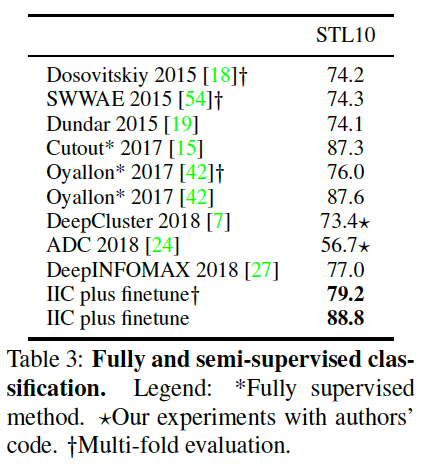 STL10
Dosovitskiy 2015 [18]† 74.2
SWWAE 2015 [54]† 74.3
Dundar 2015 [19] 74.1
Cutout* 2017 [15] 87.3
Oyallon* 2017 [42]† 76.0
Oyallon* 2017 [42] 87.6
DeepCluster 2018 [7] 73.4⋆
ADC 2018 [24] 56.7⋆
DeepINFOMAX 2018 [27] 77.0
IIC plus finetune† 79.2
IIC plus finetune 88.8
Table 3: Fully and semi-supervised clas-
sification. Legend: *Fully supervised
method. ⋆Our experiments with authors'
code. †Multi-fold evaluation.